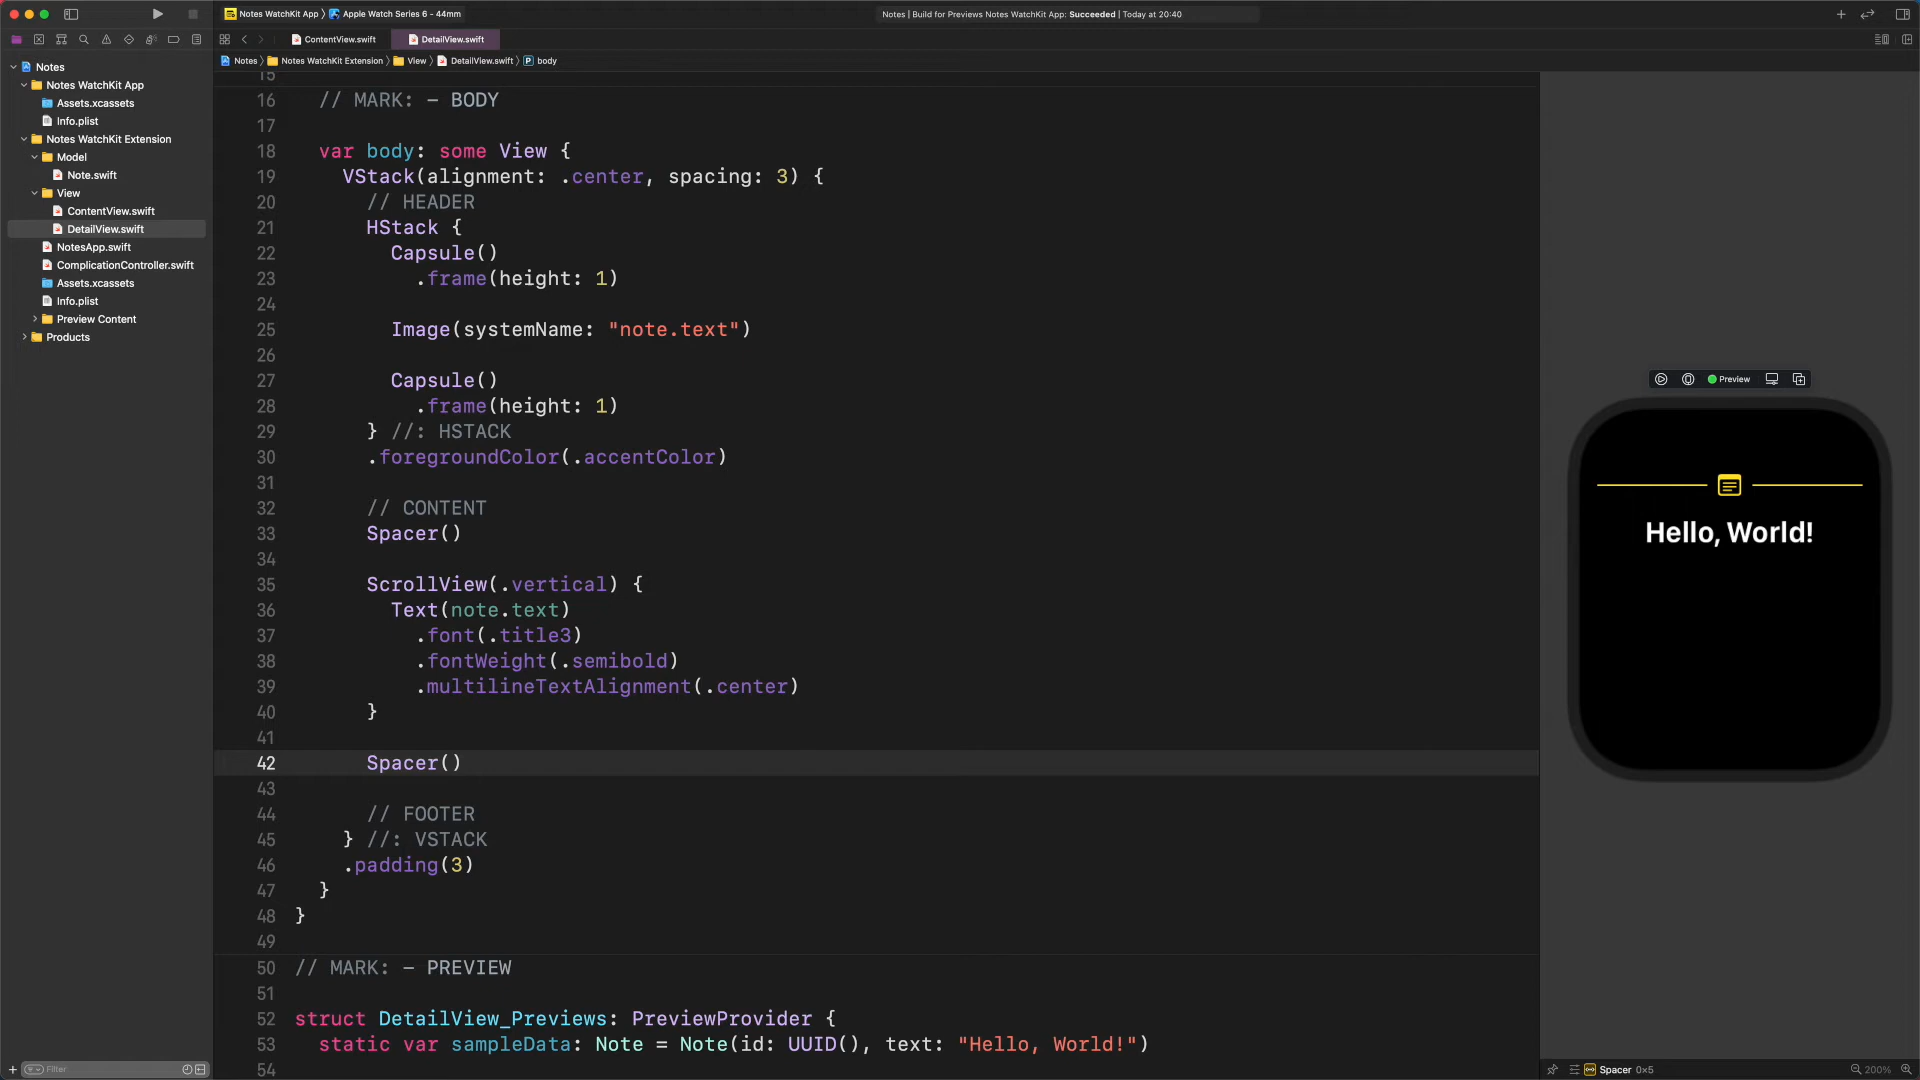 Notes WatchKit App Apple Watch Series 6 - 44mm
Notes | Build for Previews Notes WatchKit App: Succeeded | Today at 20:40
ContentView.swift DetailView.swift
Notes Notes WatchKit Extension View DetailView.swift P body
Notes
Notes WatchKit App
Assets.xcassets
Info.plist
Notes WatchKit Extension
Model
Note.swift
View
ContentView.swift
DetailView.swift
NotesApp.swift
ComplicationController.swift
Assets.xcassets
Info.plist
Preview Content
Products
Filter
15
16 // MARK: - BODY
17
18 var body: some View {
19 VStack(alignment: .center, spacing: 3) {
20 // HEADER
21 HStack {
22 Capsule()
23 .frame(height: 1)
24
25 Image(systemName: "note.text")
26
27 Capsule()
28 .frame(height: 1)
29 } //: HSTACK
30 .foregroundColor(.accentColor)
31
32 // CONTENT
33 Spacer()
34
35 ScrollView(.vertical) {
36 Text(note.text)
37 .font(.title3)
38 .fontWeight(.semibold)
39 .multilineTextAlignment(.center)
40 }
41
42 Spacer()
43
44 // FOOTER
45 } //: VSTACK
46 .padding(3)
47 }
48 }
49
50 // MARK: - PREVIEW
51
52 struct DetailView_Previews: PreviewProvider {
53 static var sampleData: Note = Note(id: UUID(), text: "Hello, World!")
54
Preview
Hello, World!
Spacer 0×5
200%